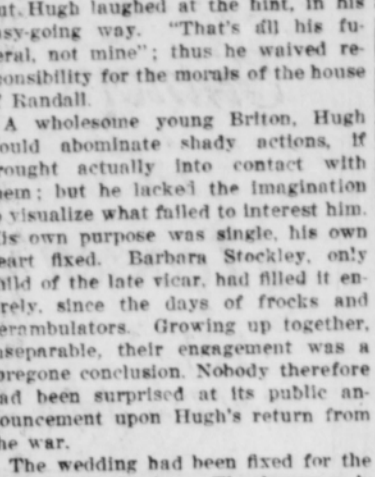 ut. Hugh laughed at the hint, in his
sy-going way. "That's all his fu-
eral, not mine"; thus he waived re-
onsibility for the morals of the house
Randall.
A wholesome young Briton, Hugh
ould abominate shady actions, if
rought actually into contact with
hem; but he lacked the imagination
visualize what failed to interest him.
is own purpose was single, his own
eart fixed. Barbara Stockley, only
hild of the late vicar, had filled it en-
rely, since the days of frocks and
erambulators. Growing up together,
nseparable, their engagement was a
oregone conclusion. Nobody therefore
ad been surprised at its public an-
ouncement upon Hugh's return from
he war.
The wedding had been fixed for the